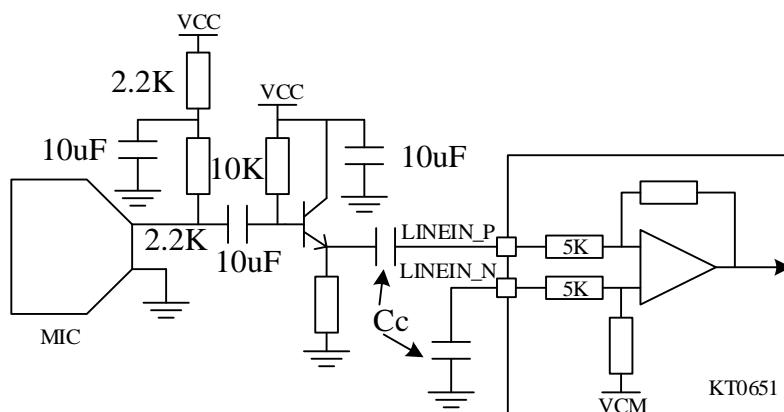 VCC
2.2K
VCC
10uF
10K
10uF
2.2K
10uF
LINEIN_P
LINEIN_N
5K
5K
Cc
MIC
VCM
KT0651